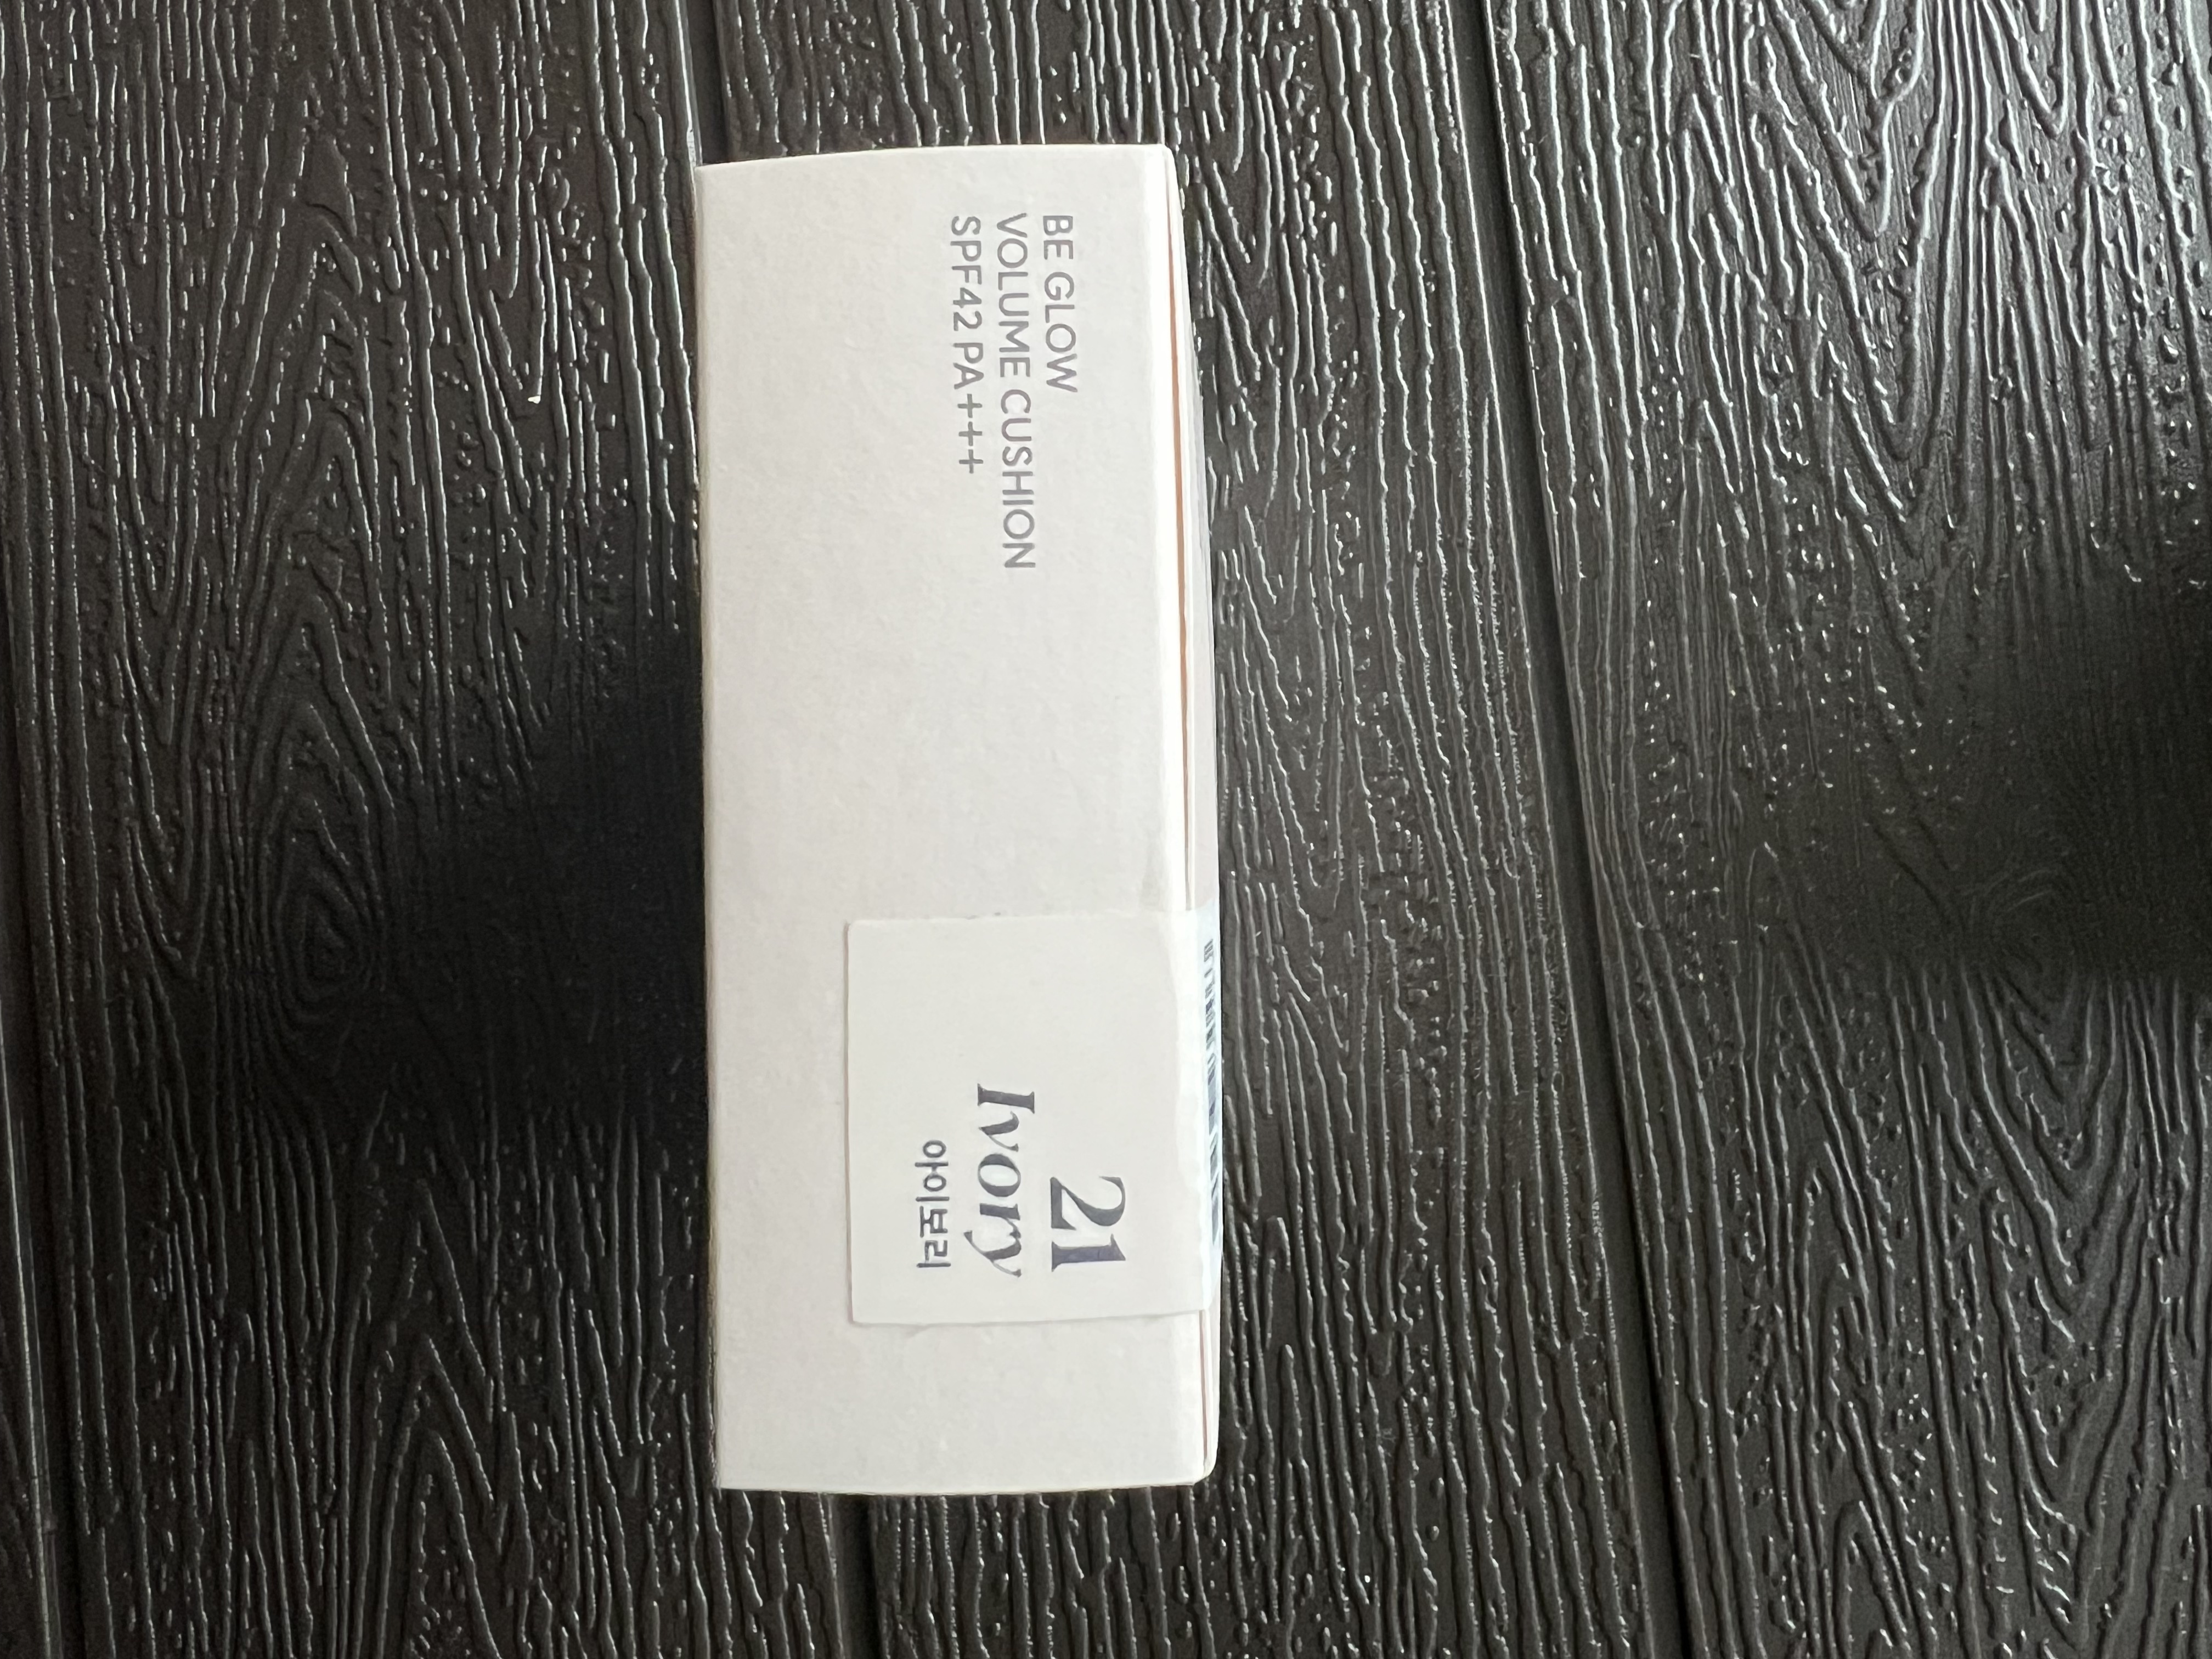 BE GLOW
VOLUME CUSHION
SPF42 PA+++
21
Ivory
아이보리